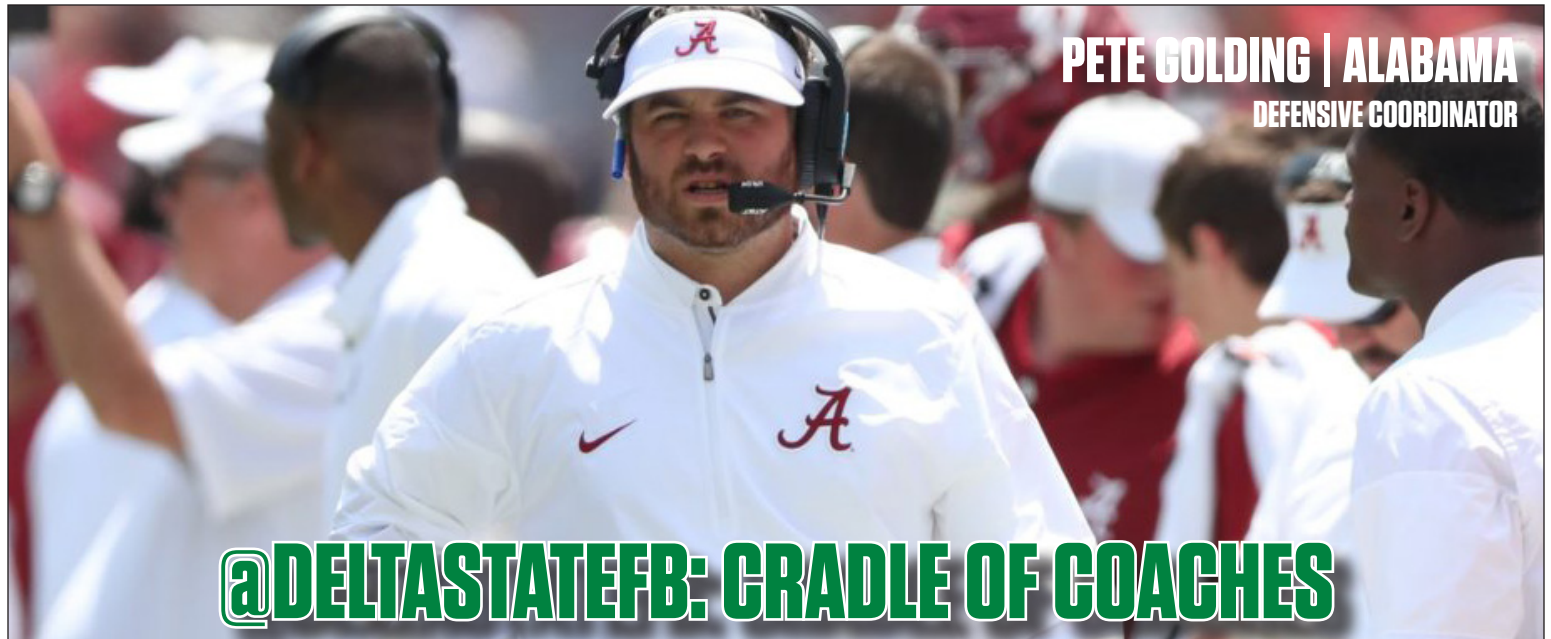 PETE GOLDING | ALABAMA
DEFENSIVE COORDINATOR
A
A
A
@DELTASTATEFB: CRADLE OF COACHES